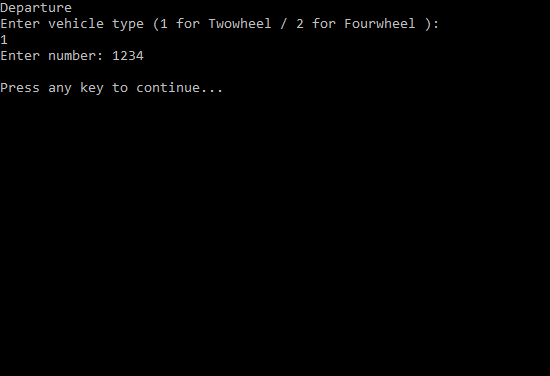 Departure
Enter vehicle type (1 for Twowheel / 2 for Fourwheel ):
1
Enter number: 1234
Press any key to continue...